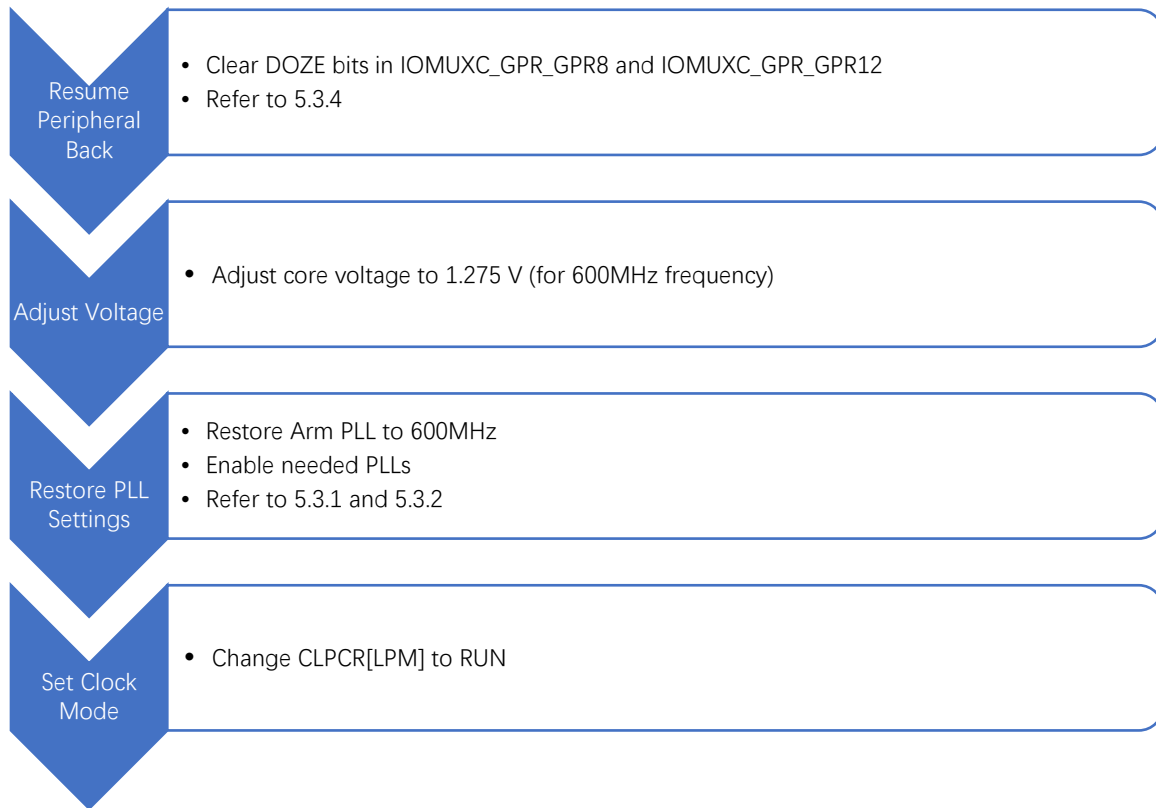 Resume
Peripheral
Back
• Clear DOZE bits in IOMUXC_GPR_GPR8 and IOMUXC_GPR_GPR12
• Refer to 5.3.4
Adjust Voltage
• Adjust core voltage to 1.275 V (for 600MHz frequency)
Restore PLL
Settings
• Restore Arm PLL to 600MHz
• Enable needed PLLs
• Refer to 5.3.1 and 5.3.2
Set Clock
Mode
• Change CLPCR[LPM] to RUN